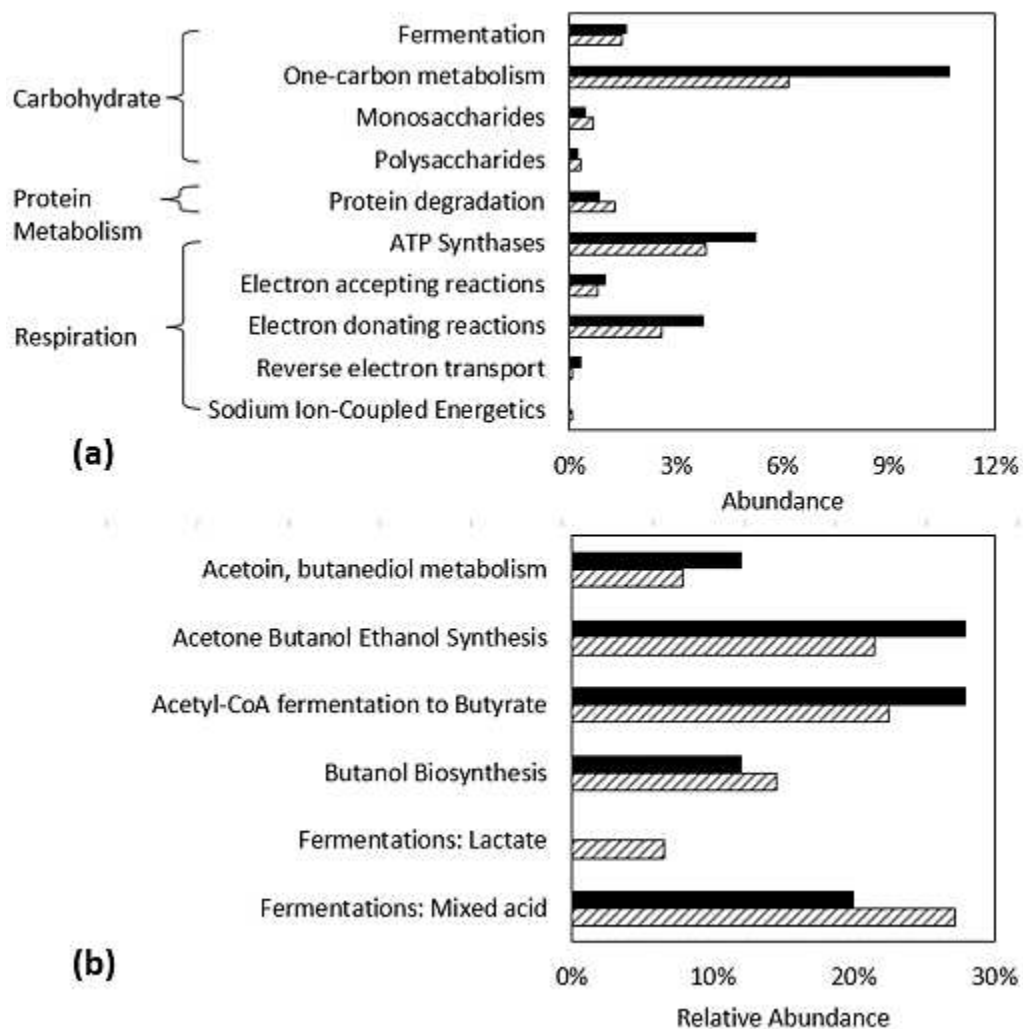 Carbohydrate
Fermentation
One-carbon metabolism
Monosaccharides
Polysaccharides
Protein
Metabolism
Protein degradation
Respiration
ATP Synthases
Electron accepting reactions
Electron donating reactions
Reverse electron transport
Sodium Ion-Coupled Energetics
(a)
0% 3% 6% 9% 12%
Abundance
Acetoin, butanediol metabolism
Acetone Butanol Ethanol Synthesis
Acetyl-CoA fermentation to Butyrate
Butanol Biosynthesis
Fermentations: Lactate
Fermentations: Mixed acid
(b)
0% 10% 20% 30%
Relative Abundance